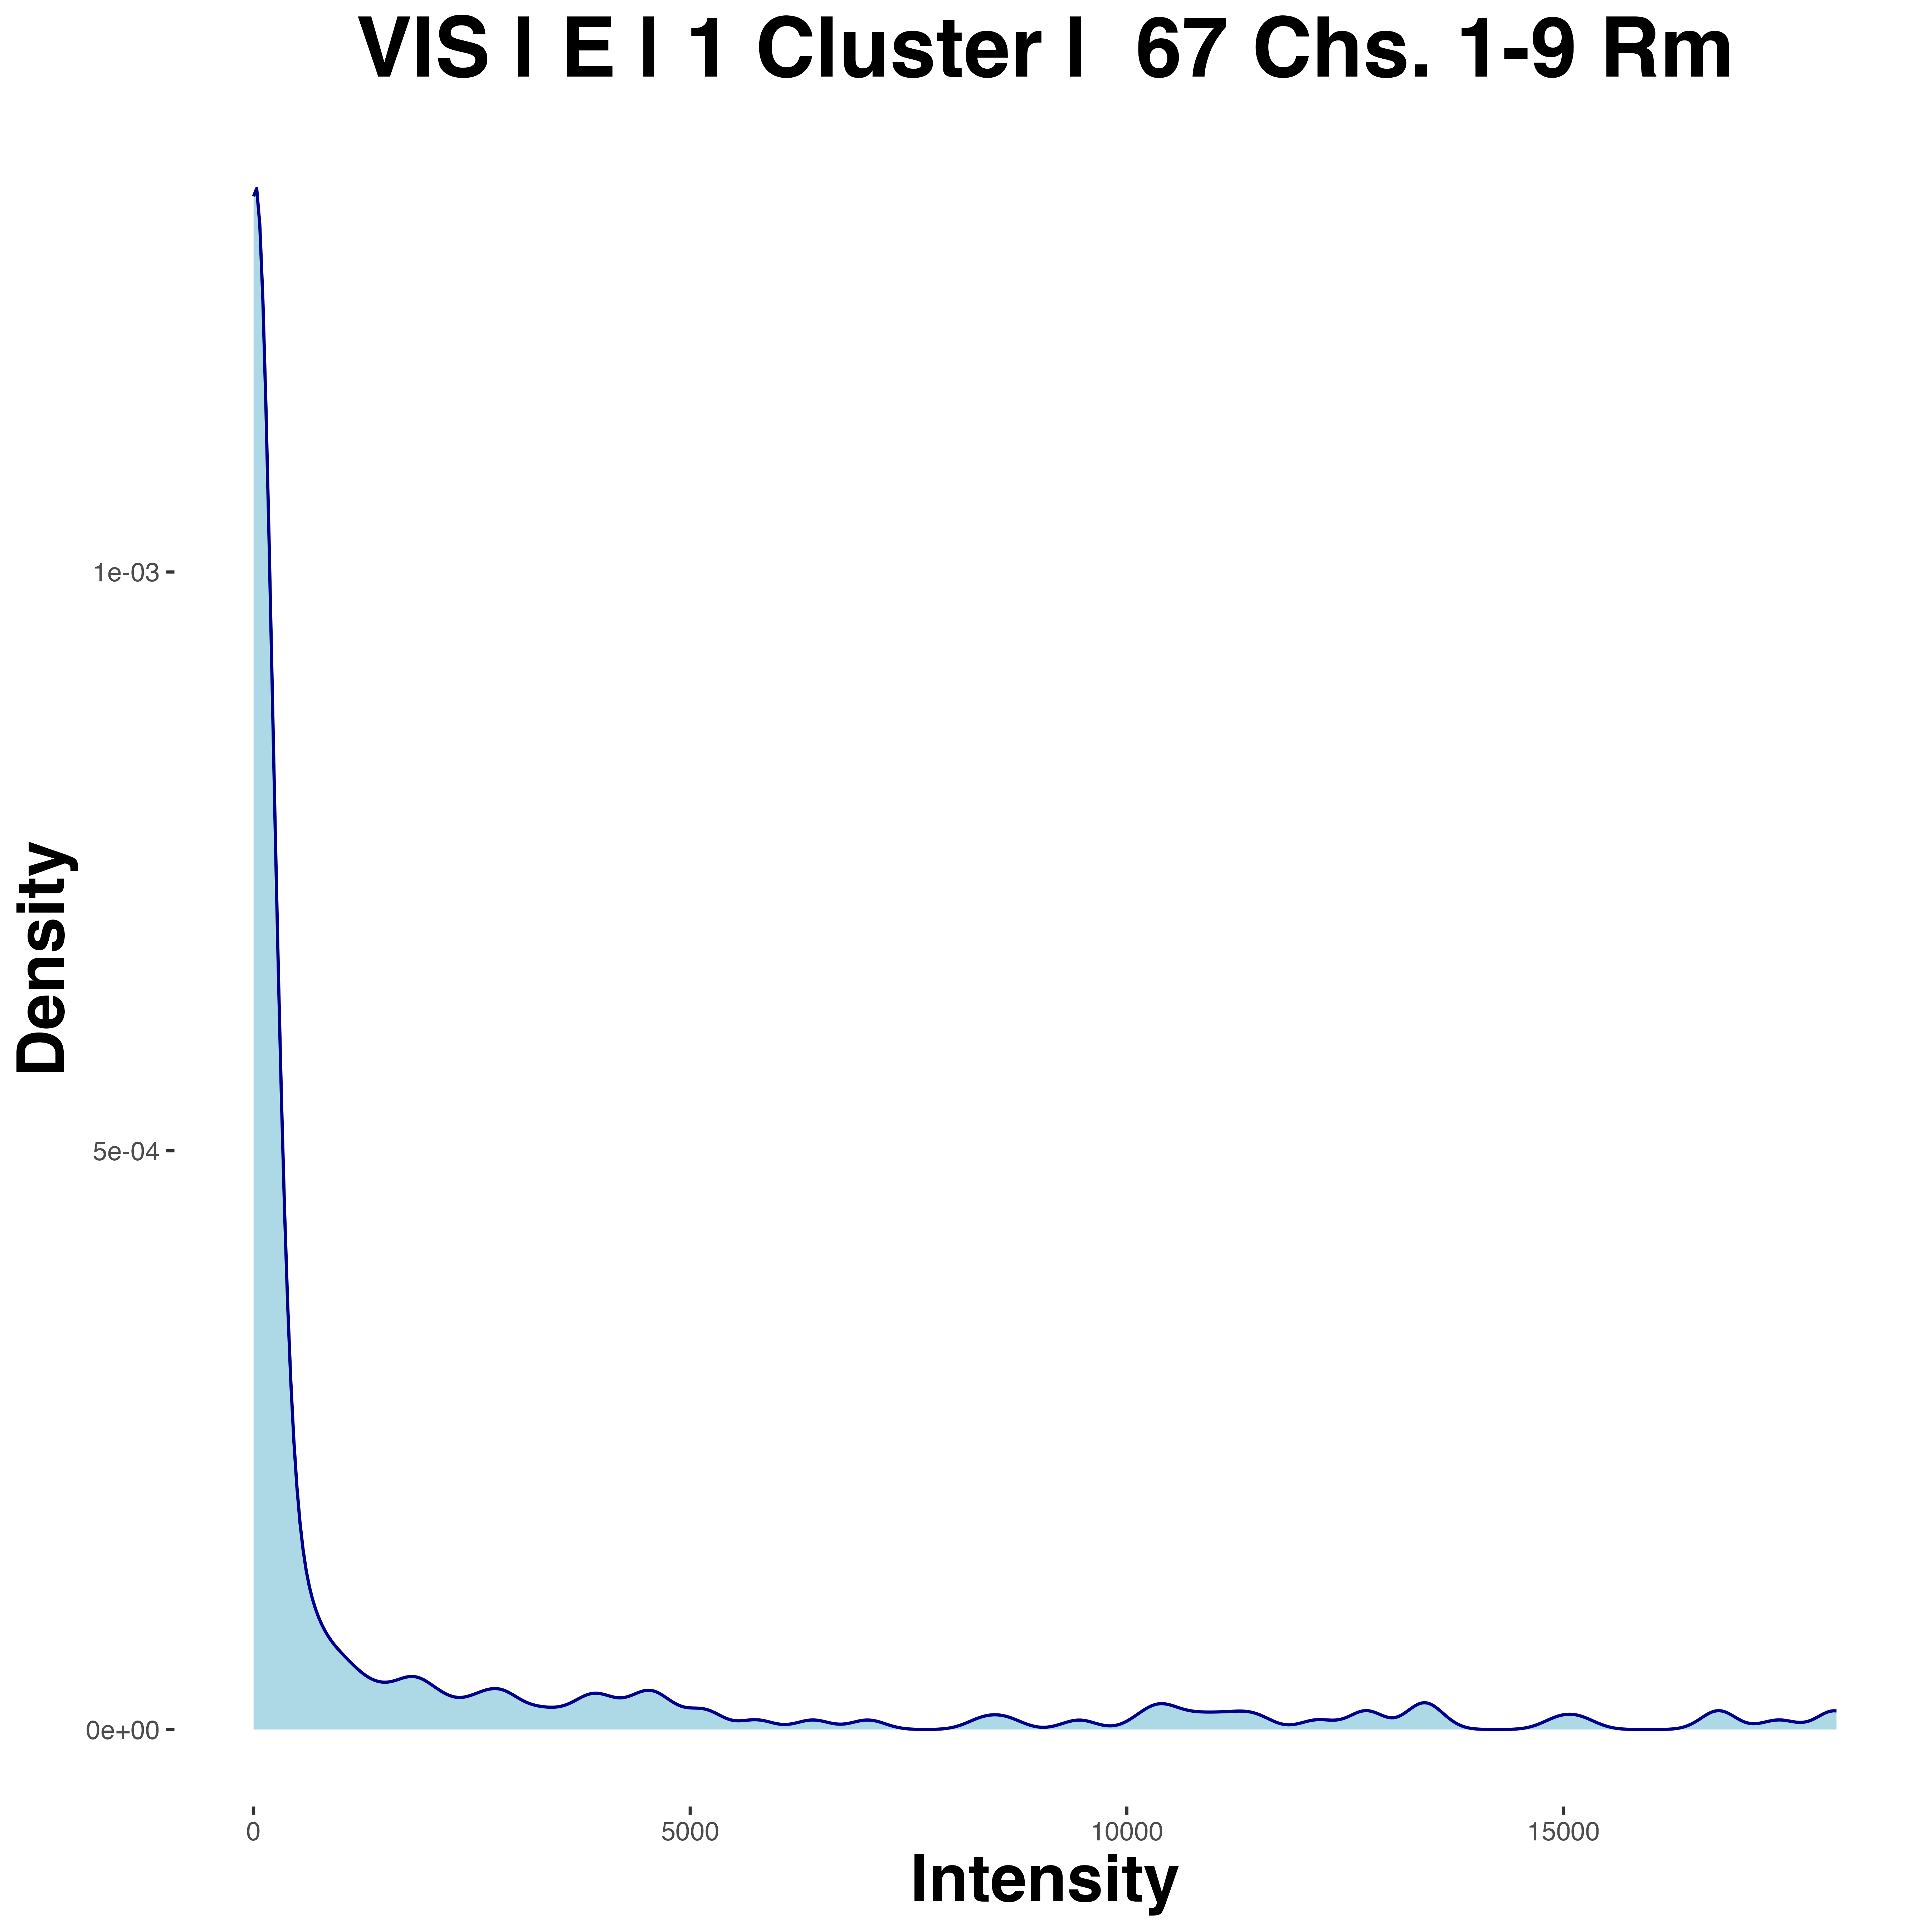 VIS | E | 1 Cluster |  67 Chs. 1-9 Rm
1e-03
5e-04
0e+00
Density
0 5000 10000 15000
Intensity